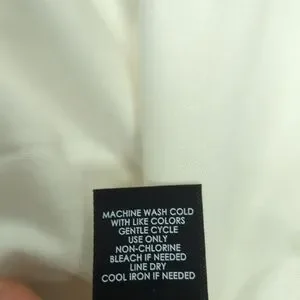 MACHINE WASH COLD
WITH LIKE COLORS
GENTLE CYCLE
USE ONLY
NON-CHLORINE
BLEACH IF NEEDED
LINE DRY
COOL IRON IF NEEDED